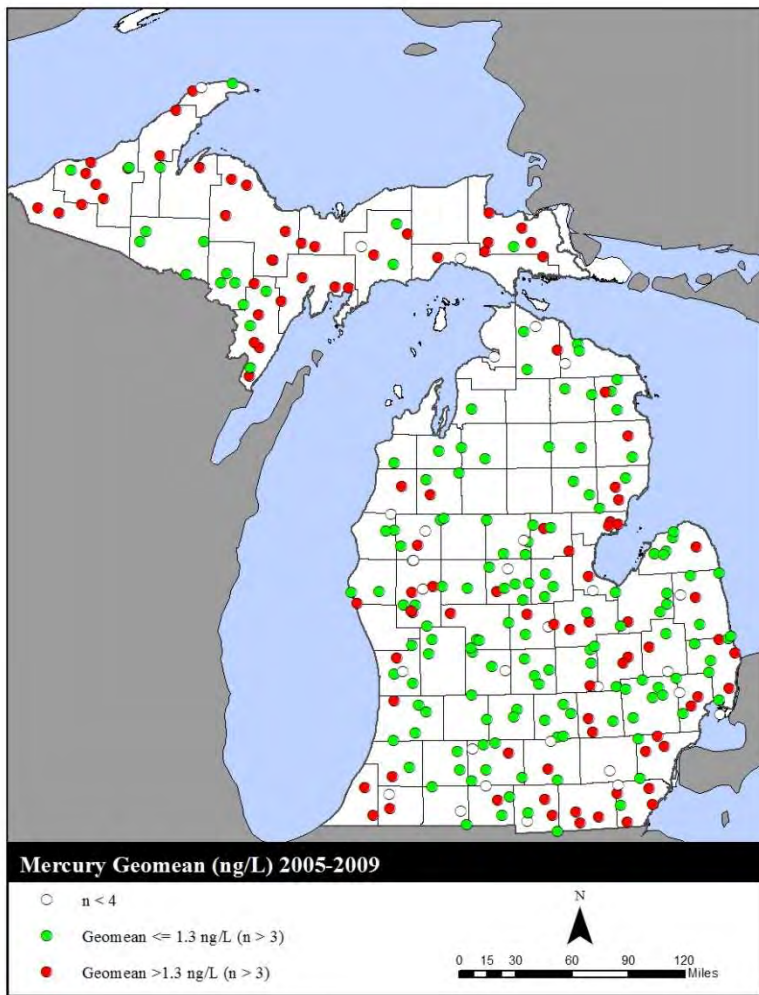 Mercury Geomean (ng/L) 2005-2009
n < 4
Geomean <= 1.3 ng/L (n > 3)
Geomean >1.3 ng/L (n > 3)
N
0 15 30 60 90 120
Miles